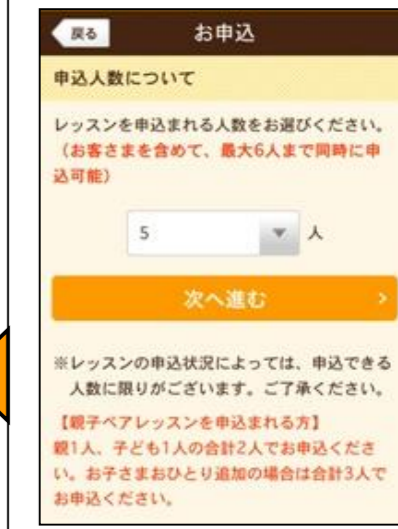 戻る
お申込
申込人数について
レッスンを申込まれる人数をお選びください。
（お客さまを含めて、最大6人まで同時に申
込可能）
5 人
次へ進む
※レッスンの申込状況によっては、申込できる
人数に限りがございます。ご了承ください。
【親子ペアレッスンを申込まれる方】
親1人、子ども1人の合計2人でお申込くださ
い。お子さまおひとり追加の場合は合計3人で
お申込ください。